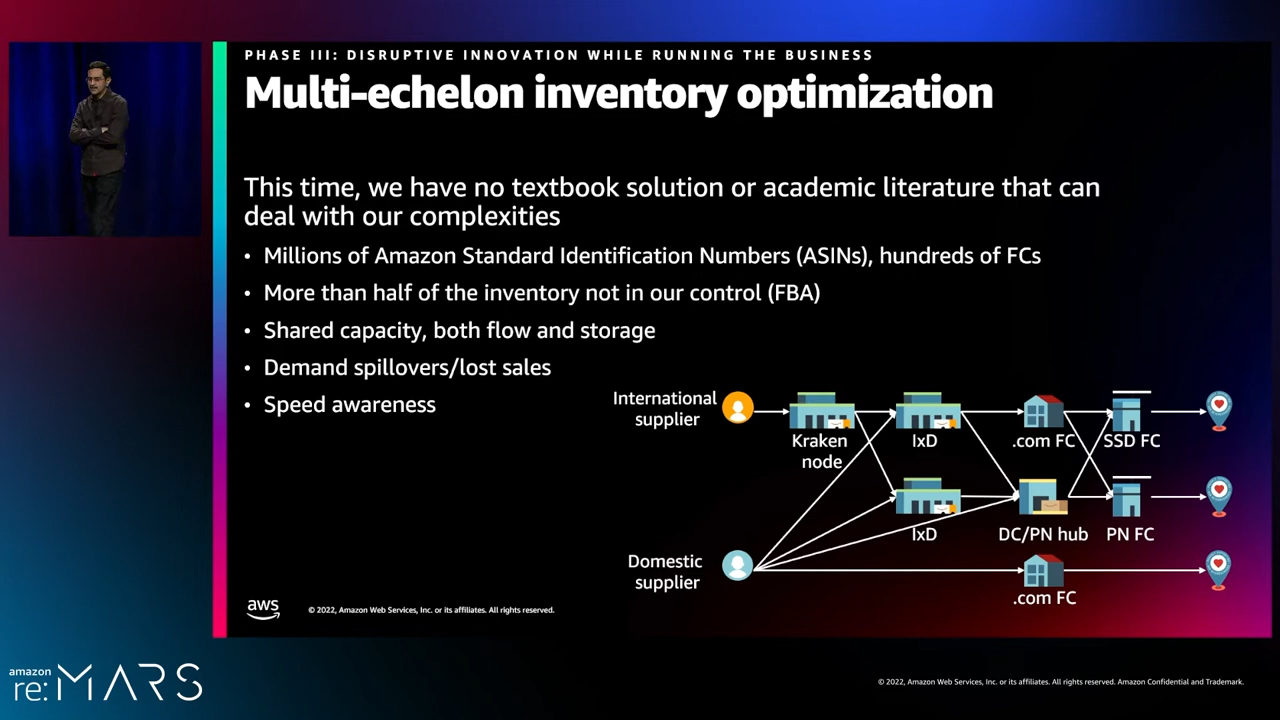 PHASE III: DISRUPTIVE INNOVATION WHILE RUNNING THE BUSINESS
Multi-echelon inventory optimization
This time, we have no textbook solution or academic literature that can
deal with our complexities
• Millions of Amazon Standard Identification Numbers (ASINs), hundreds of FCs
• More than half of the inventory not in our control (FBA)
• Shared capacity, both flow and storage
• Demand spillovers/lost sales
• Speed awareness
International
supplier
Kraken
node
IxD
.com FC
SSD FC
IxD
DC/PN hub
PN FC
Domestic
supplier
.com FC
aws
© 2022, Amazon Web Services, Inc. or its affiliates. All rights reserved.
amazon
re:MARS
© 2022, Amazon Web Services, Inc. or its affiliates. All rights reserved. Amazon Confidential and Trademark.